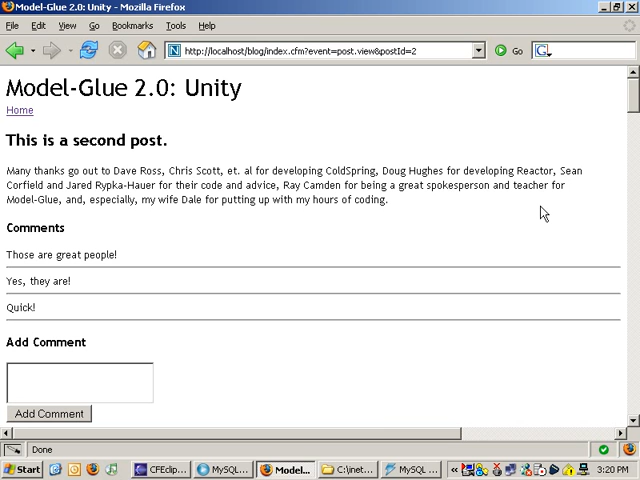 Model-Glue 2.0: Unity - Mozilla Firefox
File Edit View Go Bookmarks Tools Help
http://localhost/blog/index.cfm?event=post.view&postId=2 Go
Model-Glue 2.0: Unity
Home
This is a second post.
Many thanks go out to Dave Ross, Chris Scott, et. al for developing ColdSpring, Doug Hughes for developing Reactor, Sean
Corfield and Jared Rypka-Hauer for their code and advice, Ray Camden for being a great spokesperson and teacher for
Model-Glue, and, especially, my wife Dale for putting up with my hours of coding.
Comments
Those are great people!
Yes, they are!
Quick!
Add Comment
Add Comment
Done
Start CFEclip... MySQL... Model... C:\inet... MySQL ... 3:20 PM